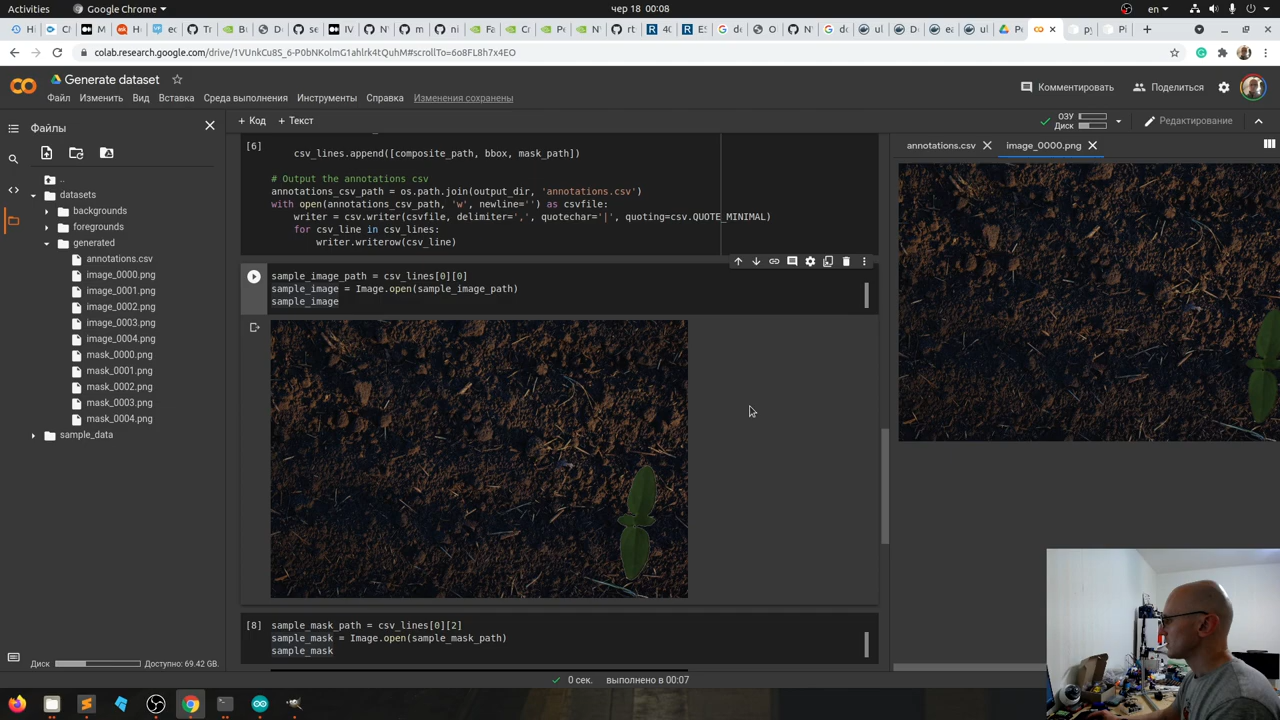 Activities
Google Chrome
чер 18 00:08
en
colab.research.google.com/drive/1VUnkCu8S_6-P0bNKolmG1ahlrk4tQuhM#scrollTo=6o8FL8h7x4EO
Generate dataset
Файл Изменить Вид Вставка Среда выполнения Инструменты Справка Изменения сохранены
Комментировать
Поделиться
+ Код + Текст
ОЗУ
Диск
Редактирование
Файлы
..
datasets
backgrounds
foregrounds
generated
annotations.csv
image_0000.png
image_0001.png
image_0002.png
image_0003.png
image_0004.png
mask_0000.png
mask_0001.png
mask_0002.png
mask_0003.png
mask_0004.png
sample_data
Диск Доступно: 69.42 GB.
[6]
csv_lines.append([composite_path, bbox, mask_path])
# Output the annotations csv
annotations_csv_path = os.path.join(output_dir, 'annotations.csv')
with open(annotations_csv_path, 'w', newline='') as csvfile:
writer = csv.writer(csvfile, delimiter=',', quotechar='|', quoting=csv.QUOTE_MINIMAL)
for csv_line in csv_lines:
writer.writerow(csv_line)
sample_image_path = csv_lines[0][0]
sample_image = Image.open(sample_image_path)
sample_image
[8]
sample_mask_path = csv_lines[0][2]
sample_mask = Image.open(sample_mask_path)
sample_mask
annotations.csv
image_0000.png
0 сек. выполнено в 00:07